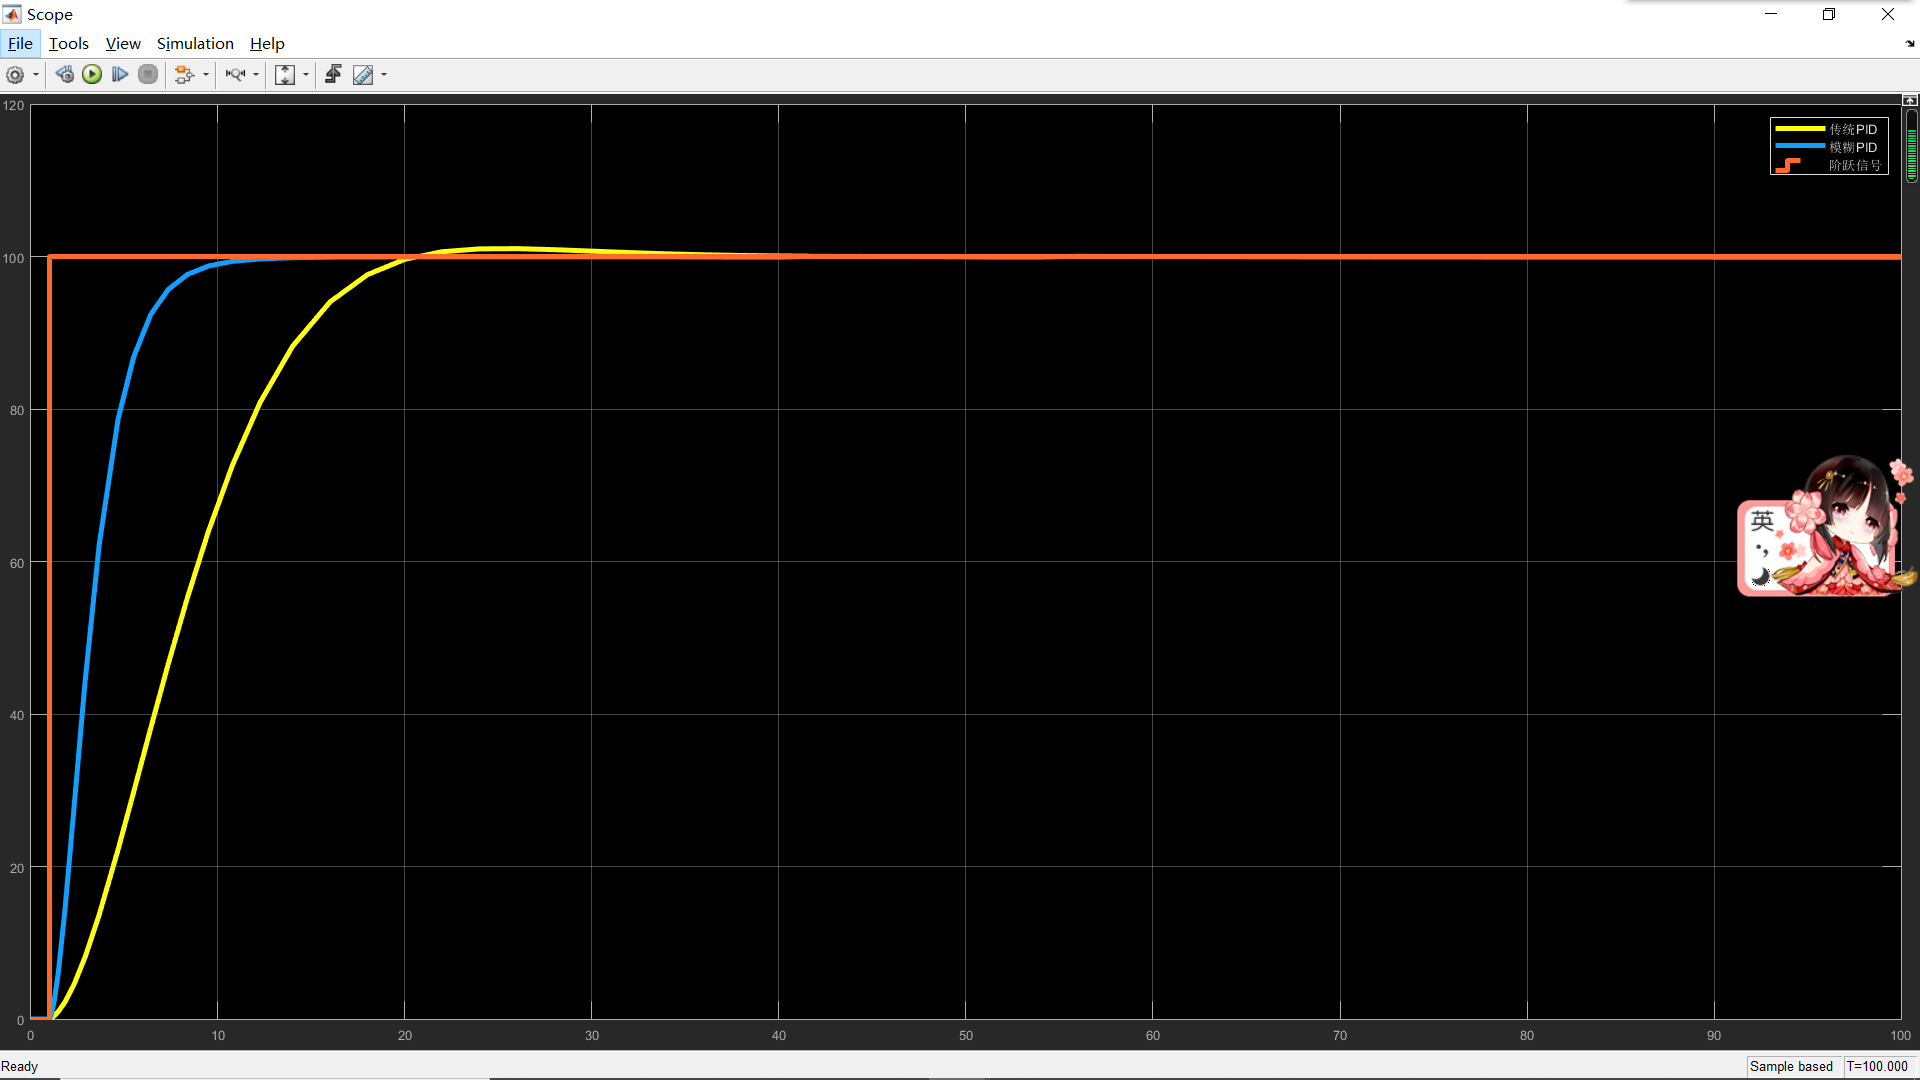 Scope
File Tools View Simulation Help
120
100
80
60
40
20
0
0 10 20 30 40 50 60 70 80 90 100
传统PID
模糊PID
阶跃信号
英
Ready
Sample based T=100.000